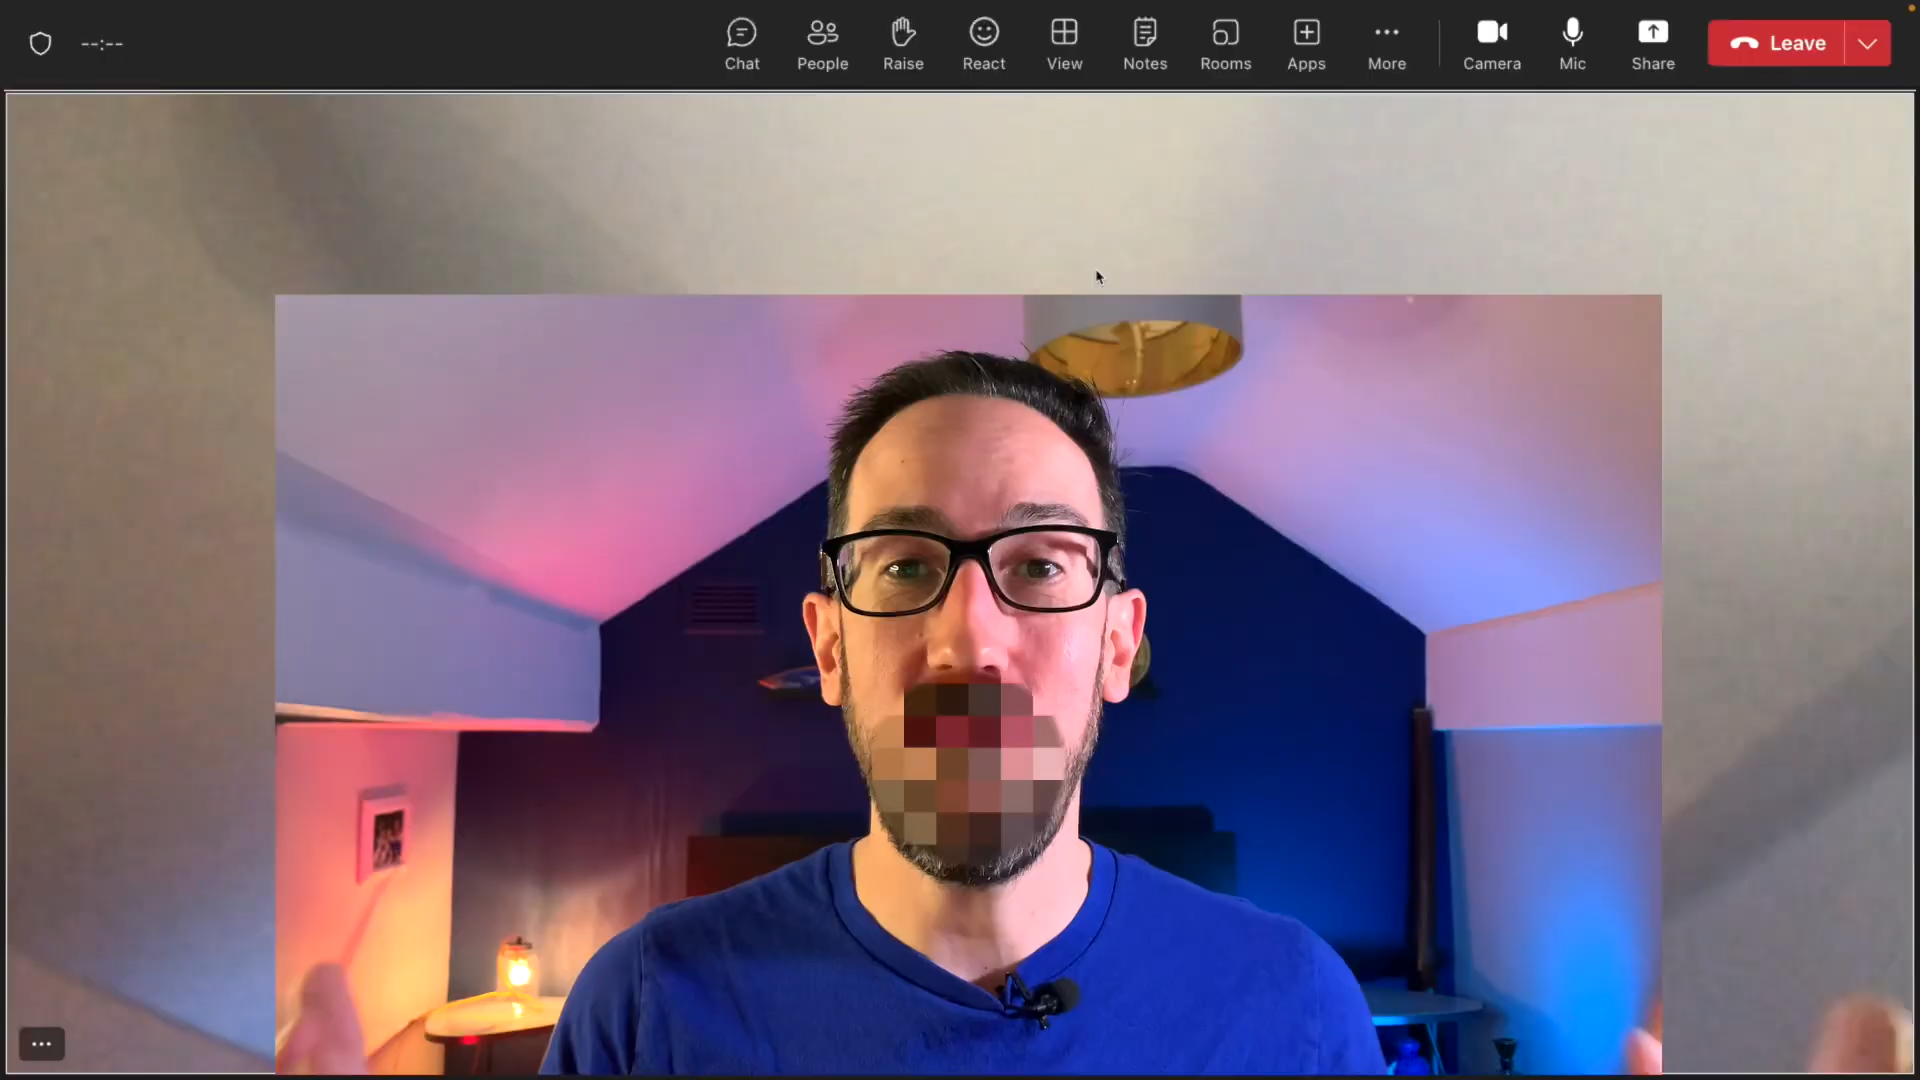 --:--
Chat
People
Raise
React
View
Notes
Rooms
Apps
More
Camera
Mic
Share
Leave